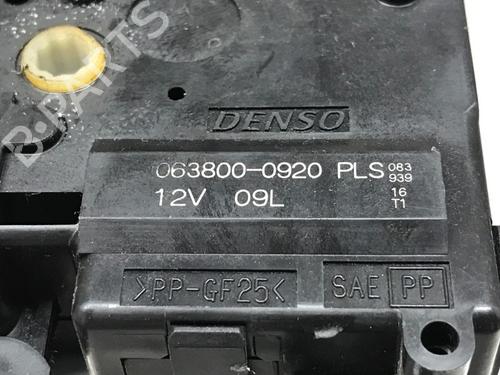 B-PARTS
DENSO
063800-0920 PLS 083
939
12V 09L 16
T1
>PP-GF25<
SAE PP